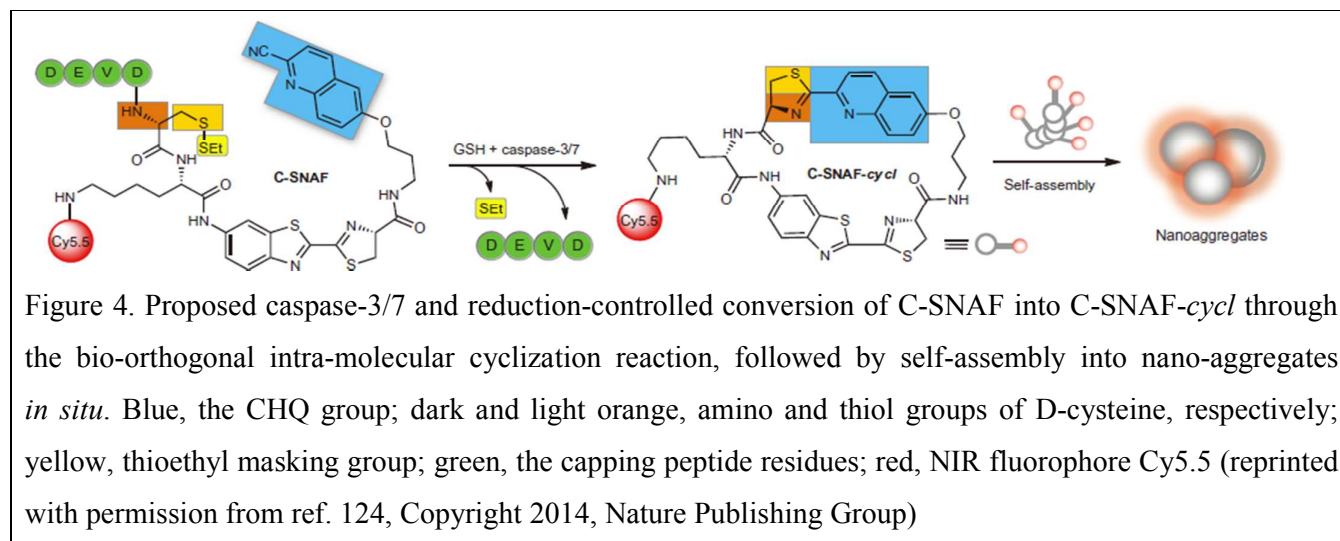 NC
N
D E V D
HN
S
SEt
O
O
NH
C-SNAF
GSH + caspase-3/7
SEt
D E V D
HN
Cy5.5
O
NH
S
N
N
S
HN
O
S
N
N
O
NH
O
C-SNAF-cycl
HN
Cy5.5
O
NH
S
N
N
S
NH
O
Self-assembly
Nanoaggregates
Figure 4. Proposed caspase-3/7 and reduction-controlled conversion of C-SNAF into C-SNAF-cycl through
the bio-orthogonal intra-molecular cyclization reaction, followed by self-assembly into nano-aggregates
in situ. Blue, the CHQ group; dark and light orange, amino and thiol groups of D-cysteine, respectively;
yellow, thioethyl masking group; green, the capping peptide residues; red, NIR fluorophore Cy5.5 (reprinted
with permission from ref. 124, Copyright 2014, Nature Publishing Group)